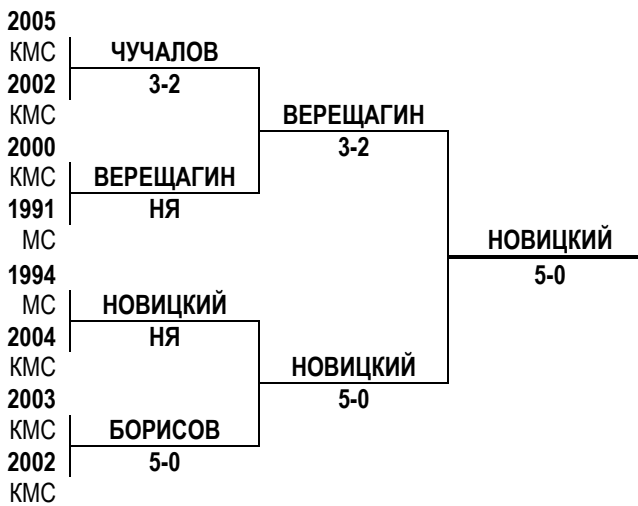 2005
КМС
ЧУЧАЛОВ
2002
3-2
КМС
ВЕРЕЩАГИН
2000
3-2
КМС
ВЕРЕЩАГИН
1991
НЯ
МС
НОВИЦКИЙ
1994
5-0
МС
НОВИЦКИЙ
2004
НЯ
КМС
НОВИЦКИЙ
2003
5-0
КМС
БОРИСОВ
2002
5-0
КМС